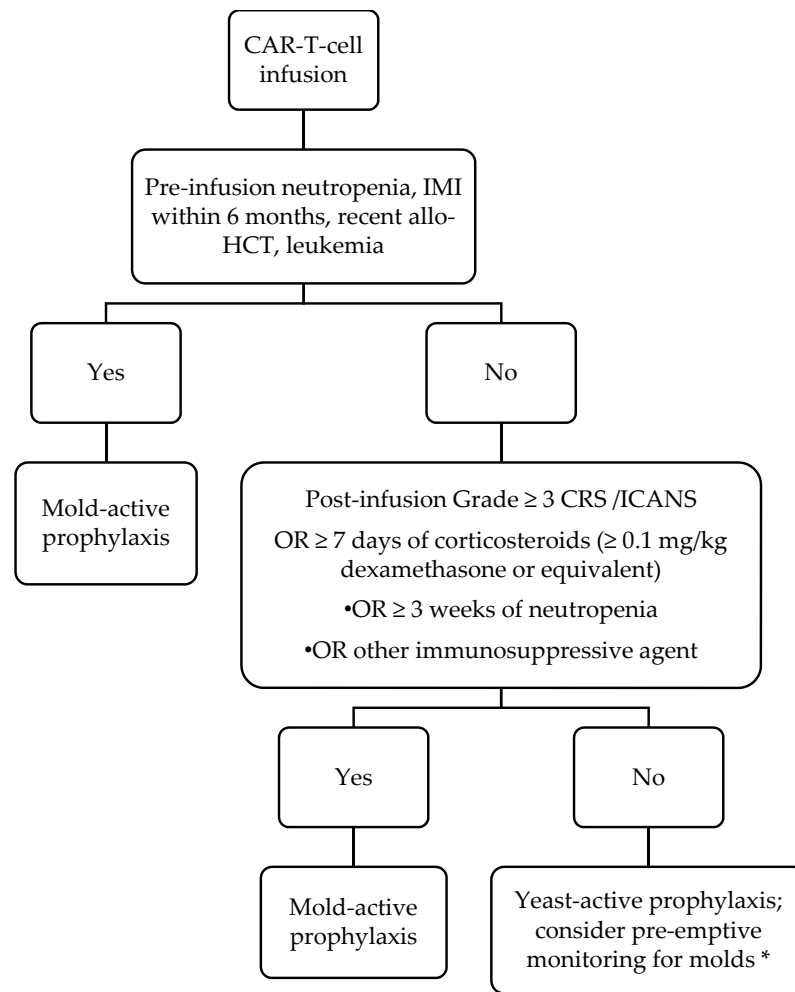 CAR-T-cell
infusion
Pre-infusion neutropenia, IMI
within 6 months, recent allo-
HCT, leukemia
Yes
No
Mold-active
prophylaxis
Post-infusion Grade ≥ 3 CRS /ICANS
OR ≥ 7 days of corticosteroids (≥ 0.1 mg/kg
dexamethasone or equivalent)
•OR ≥ 3 weeks of neutropenia
•OR other immunosuppressive agent
Yes
No
Mold-active
prophylaxis
Yeast-active prophylaxis;
consider pre-emptive
monitoring for molds *